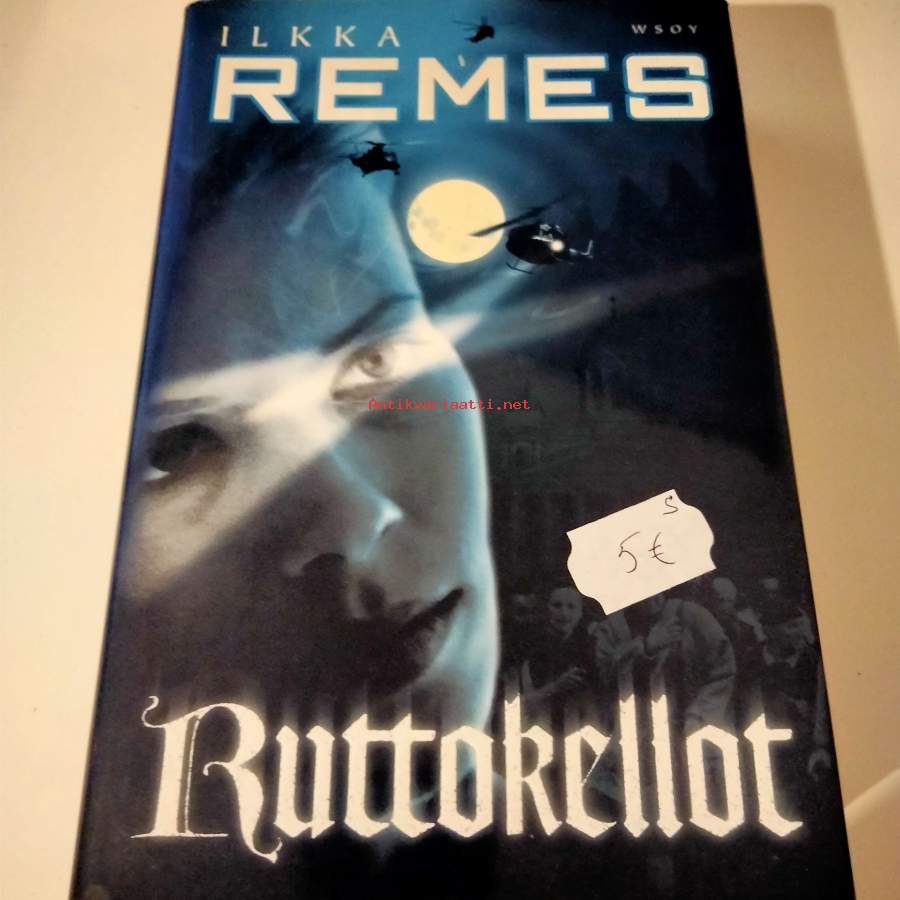 ILKKA
WSOY
REMES
Antikvariaatti.net
S
5 €
Ruttokellot